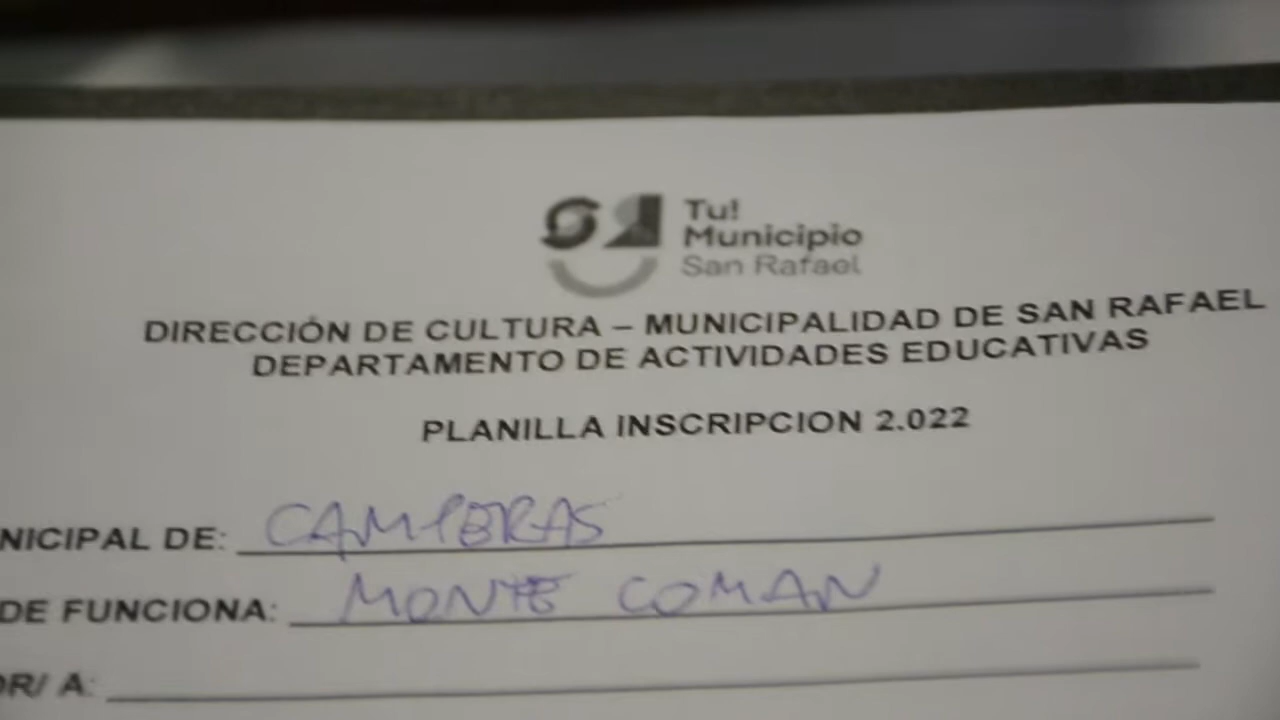 Tu!
Municipio
San Rafael
DIRECCIÓN DE CULTURA – MUNICIPALIDAD DE SAN RAFAEL
DEPARTAMENTO DE ACTIVIDADES EDUCATIVAS
PLANILLA INSCRIPCION 2.022
NICIPAL DE: CAMPERAS
DE FUNCIONA: MONTE COMAN
OR/ A: